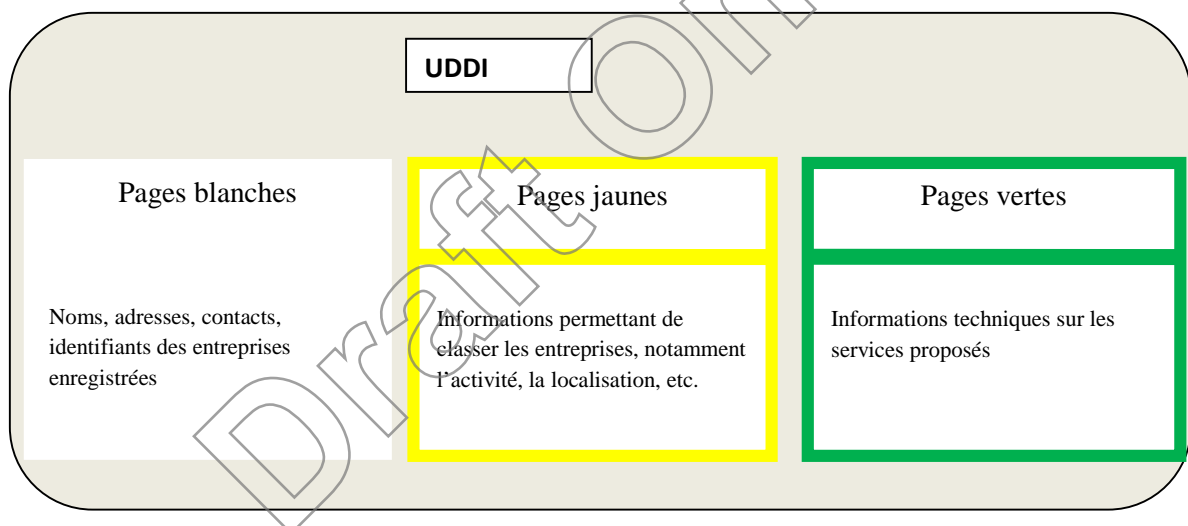 UDDI
Pages blanches
Noms, adresses, contacts,
identifiants des entreprises
enregistrées
Pages jaunes
Informations permettant de
classer les entreprises, notamment
l’activité, la localisation, etc.
Pages vertes
Informations techniques sur les
services proposés
Draft